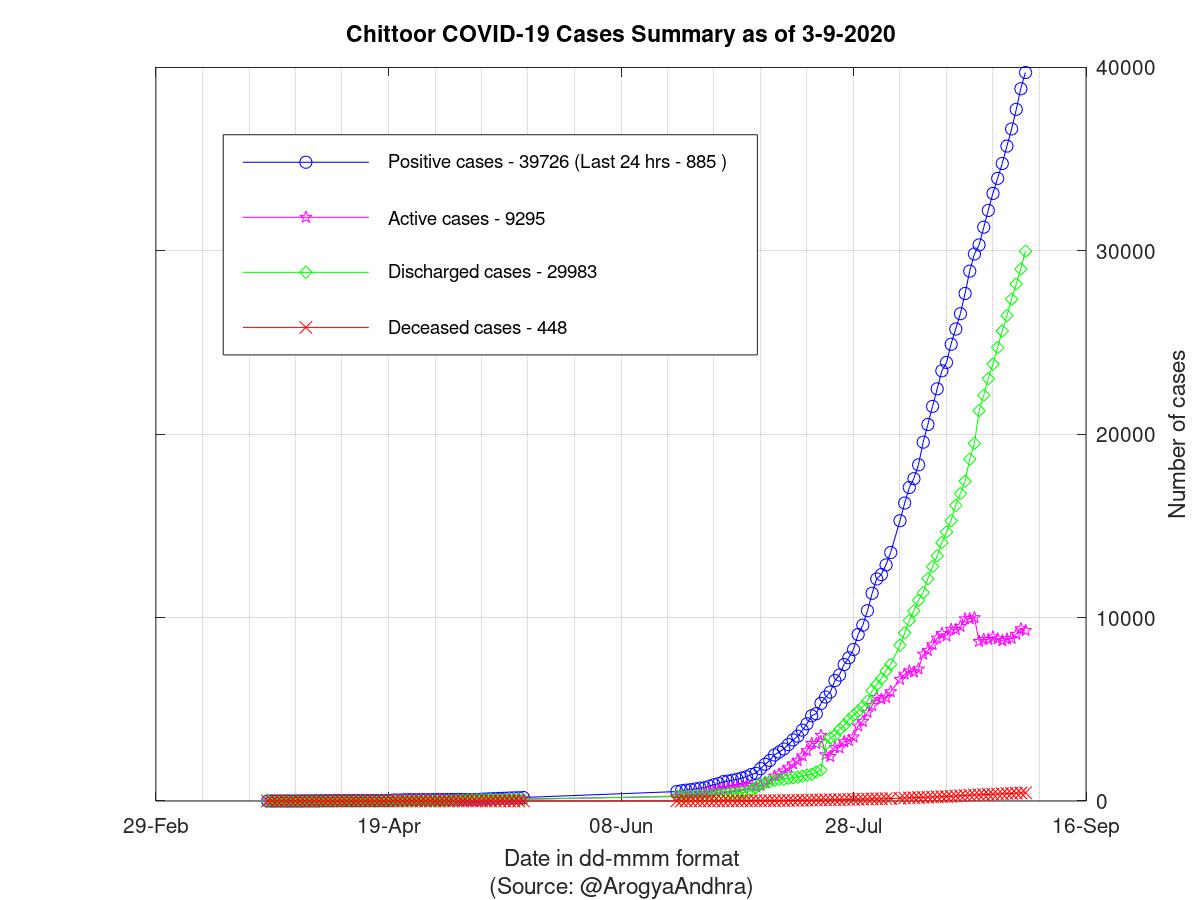 Chittoor COVID-19 Cases Summary as of 3-9-2020
Positive cases - 39726 (Last 24 hrs - 885 )
Active cases - 9295
Discharged cases - 29983
Deceased cases - 448
40000
30000
20000
10000
0
Number of cases
29-Feb 19-Apr 08-Jun 28-Jul 16-Sep
Date in dd-mmm format
(Source: @ArogyaAndhra)